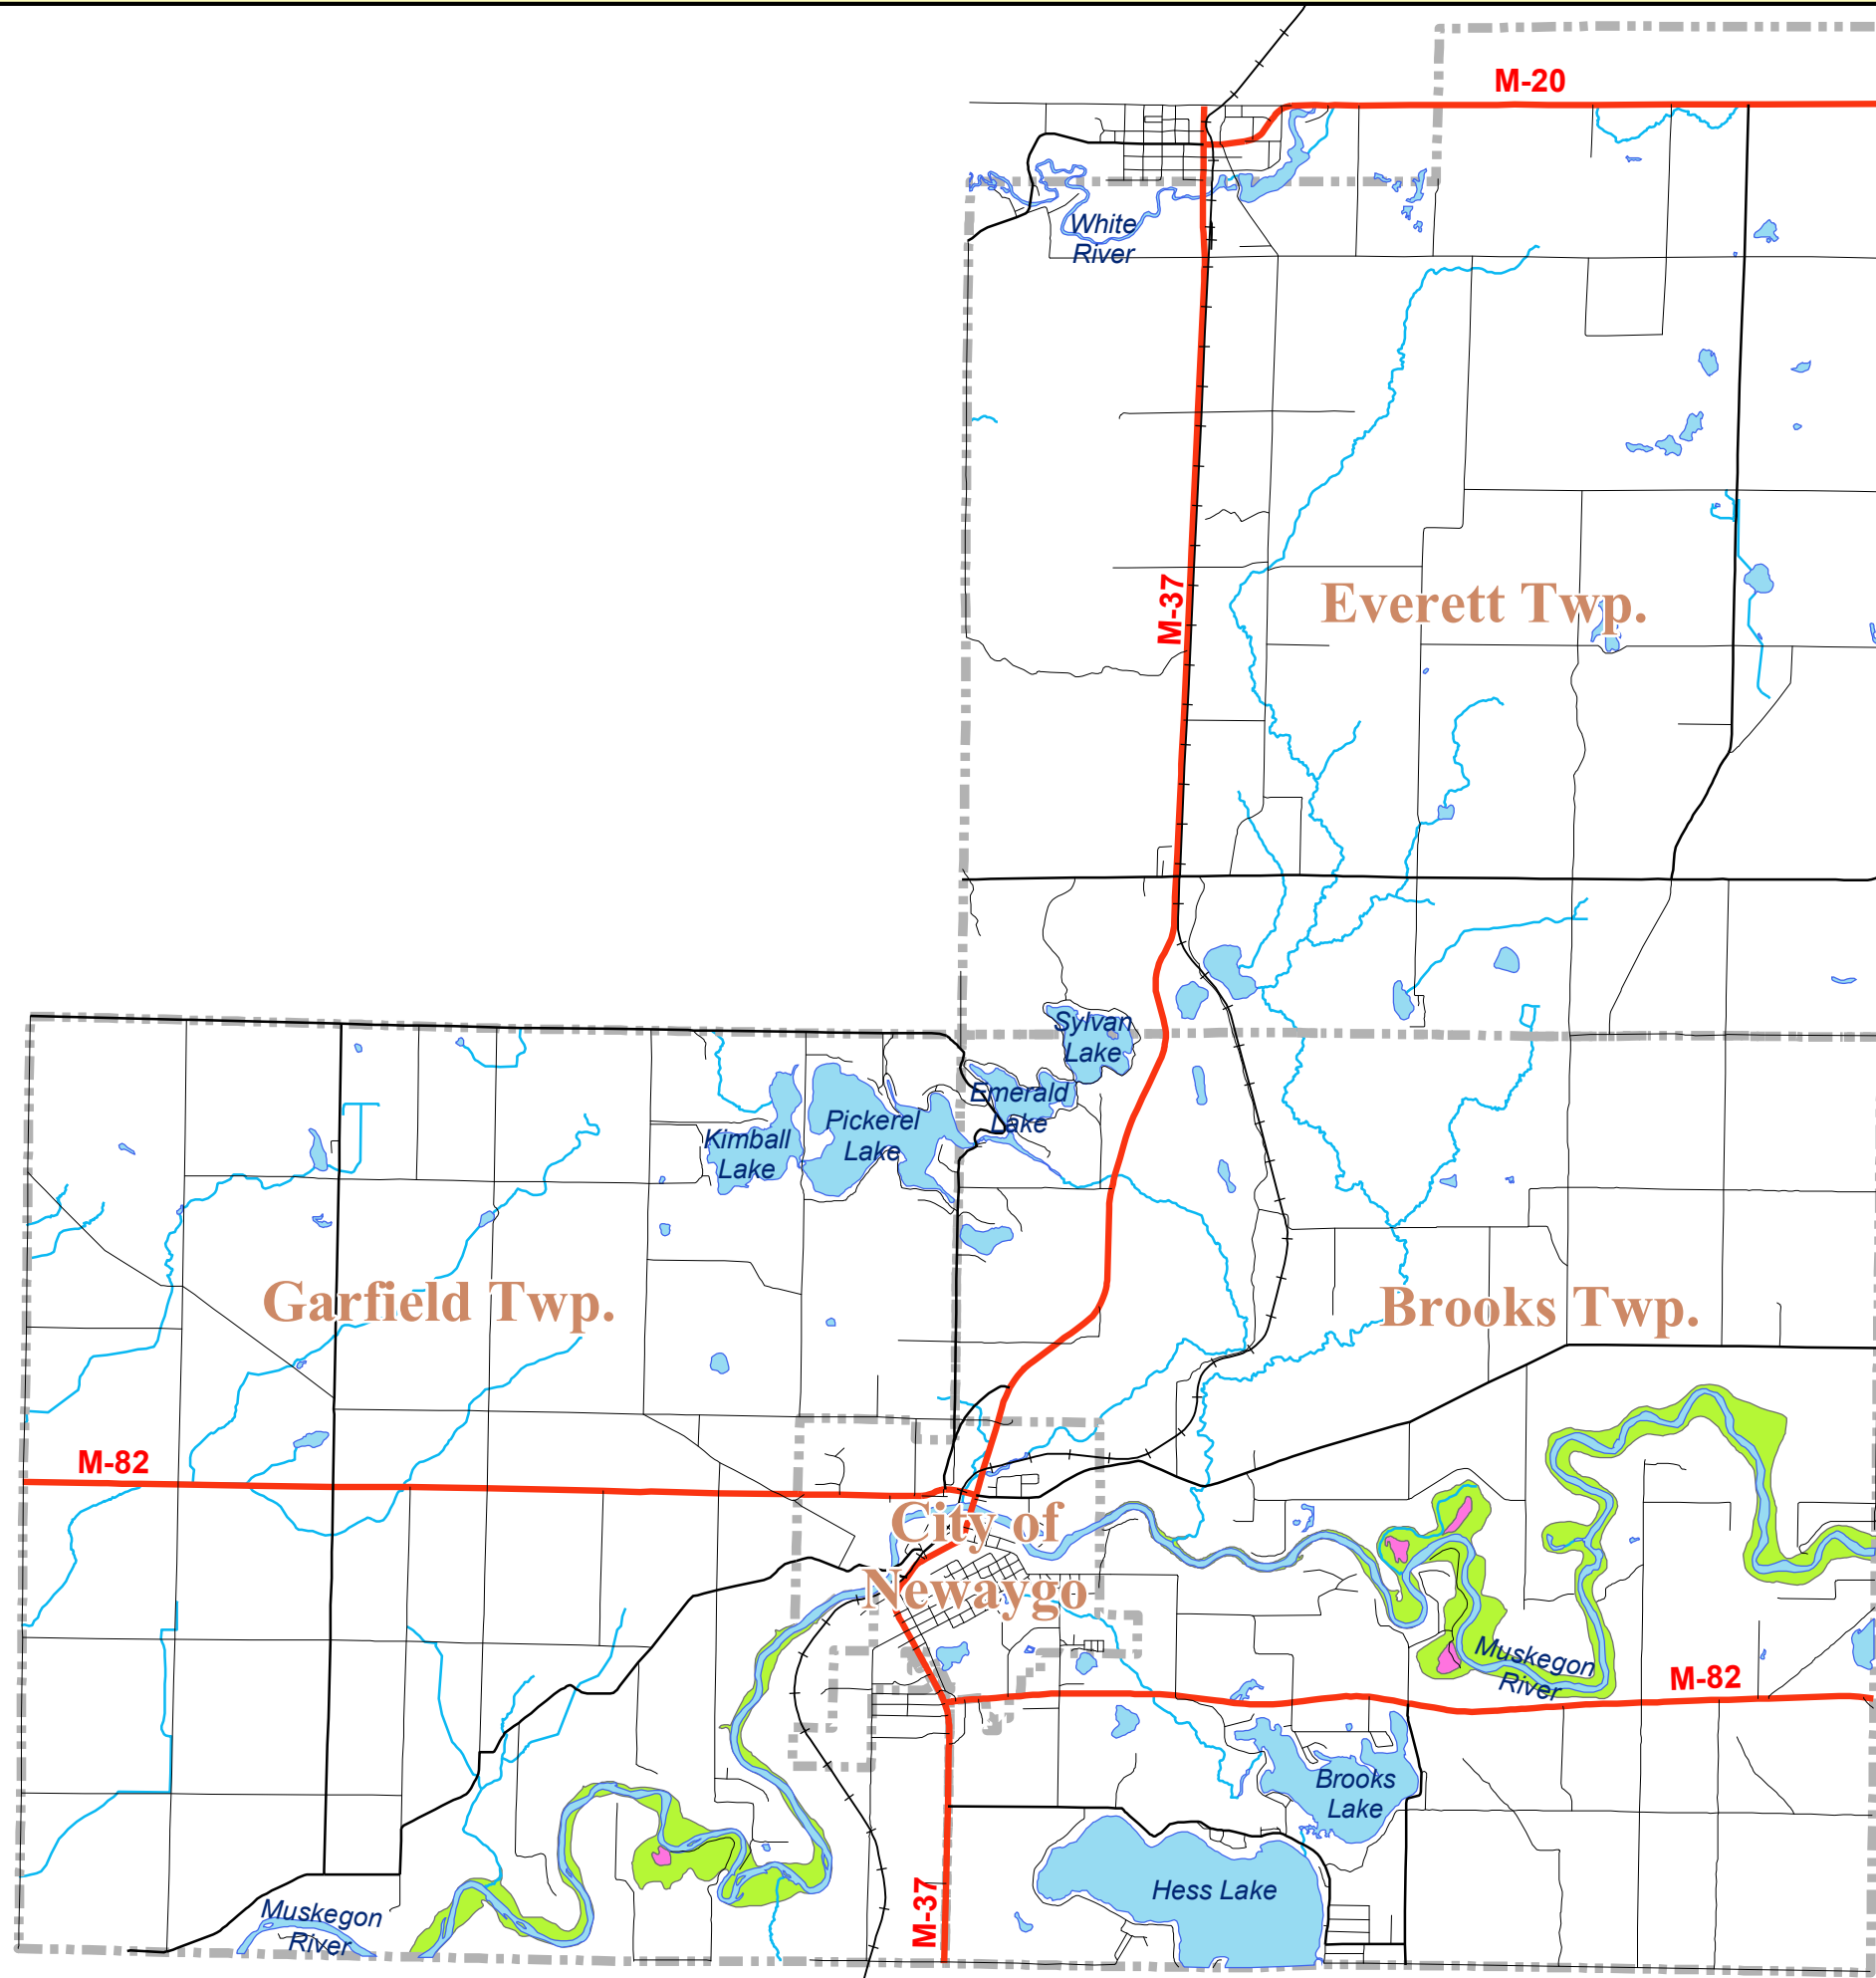 M-20
White
River
M-37
Everett Twp.
Sylvan
Lake
Emerald
Lake
Pickerel
Lake
Kimball
Lake
Garfield Twp.
Brooks Twp.
M-82
City of
Newaygo
Muskegon
River
M-82
Brooks
Lake
Hess Lake
M-37
Muskegon
River